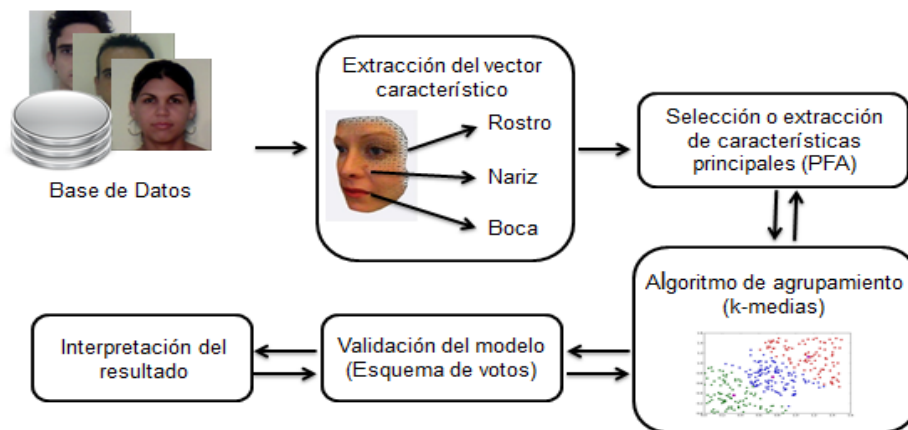 Base de Datos
Extracción del vector
característico
Rostro
Nariz
Boca
Selección o extracción
de características
principales (PFA)
Algoritmo de agrupamiento
(k-medias)
Validación del modelo
(Esquema de votos)
Interpretación del
resultado